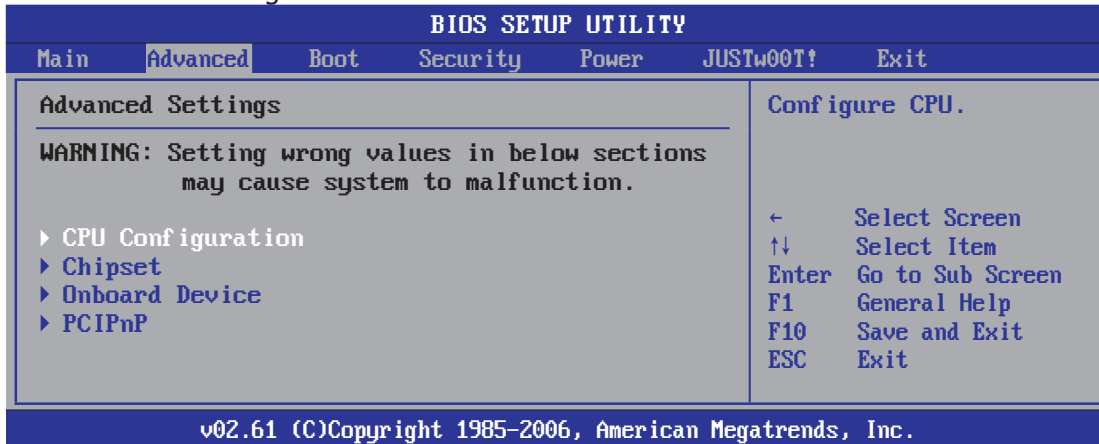 BIOS SETUP UTILITY
Main Advanced Boot Security Power JUSTw00T! Exit
Advanced Settings
WARNING: Setting wrong values in below sections
may cause system to malfunction.
▶ CPU Configuration
▶ Chipset
▶ Onboard Device
▶ PCIPnP
Configure CPU.
← Select Screen
↑↓ Select Item
Enter Go to Sub Screen
F1 General Help
F10 Save and Exit
ESC Exit
v02.61 (C)Copyright 1985-2006, American Megatrends, Inc.